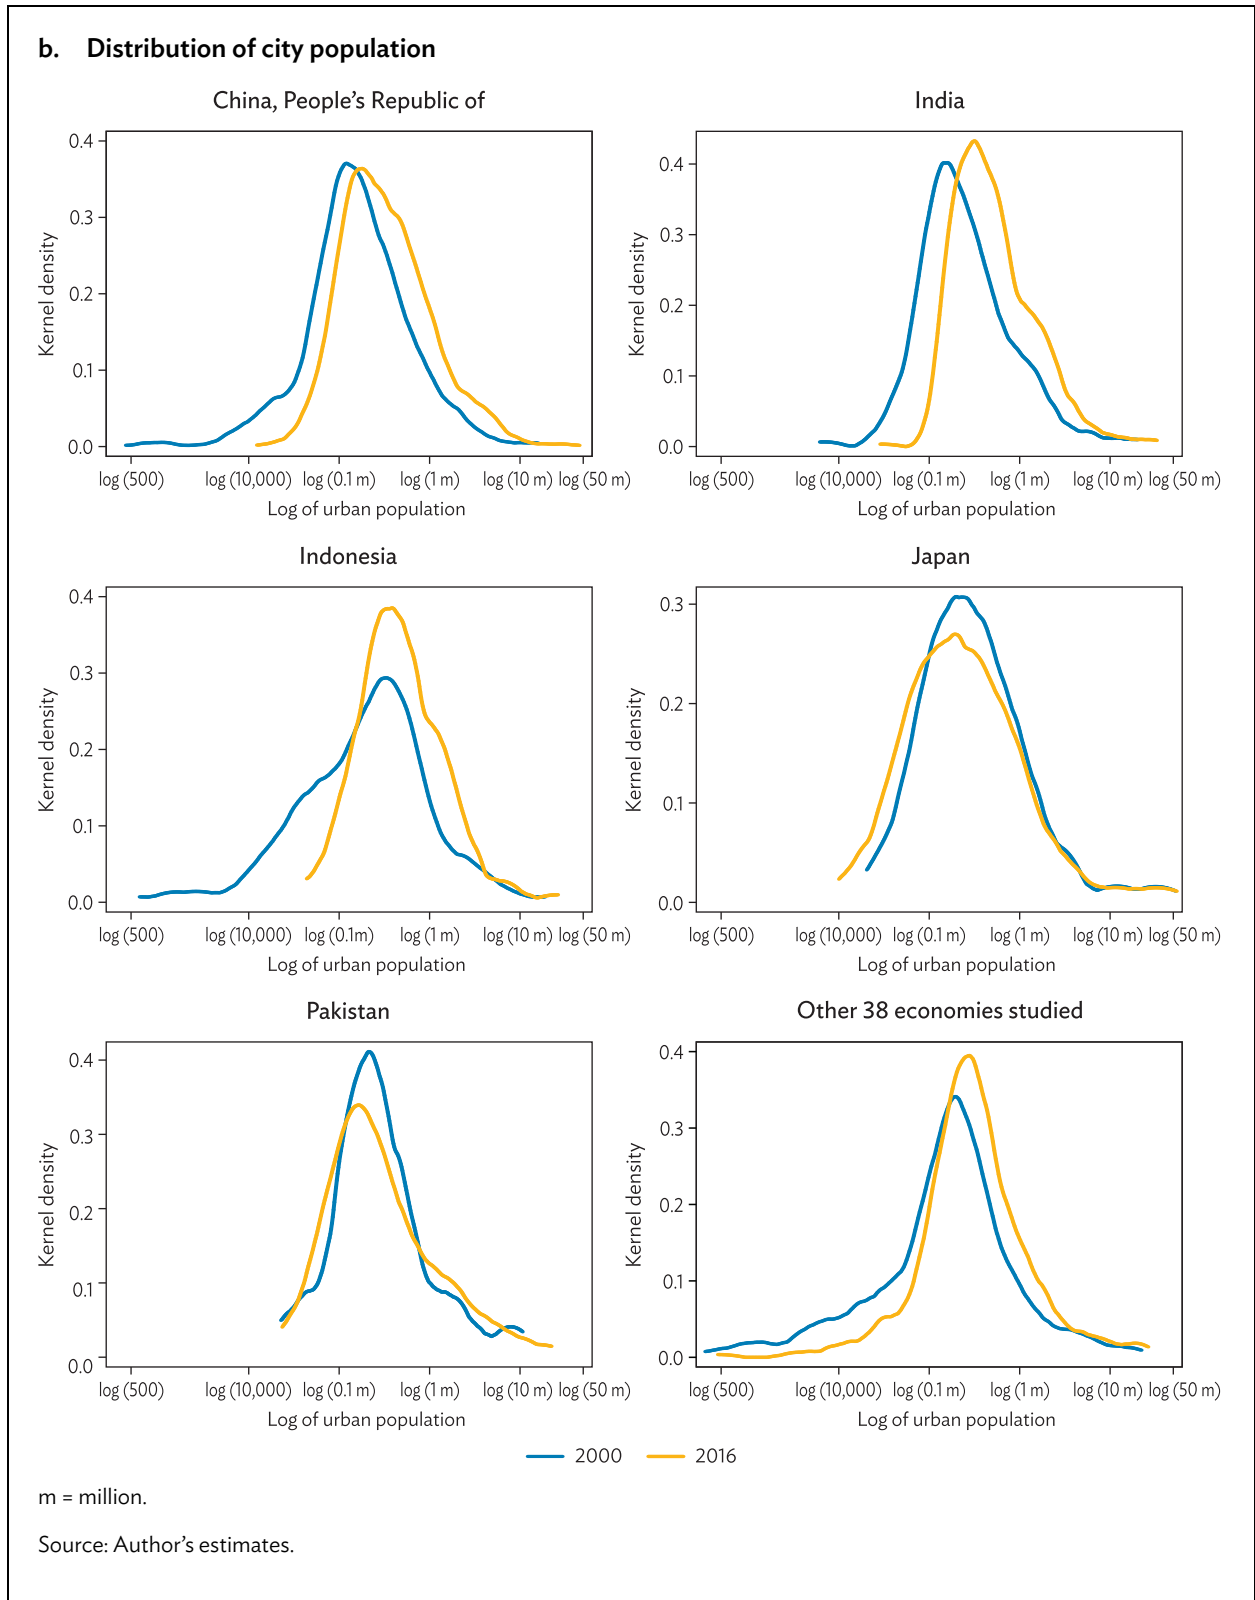 b. Distribution of city population
China, People's Republic of
0.4
0.3
0.2
0.1
0.0
Kernel density
log (500) log (10,000) log (0.1 m) log (1 m) log (10 m) log (50 m)
Log of urban population
India
0.4
0.3
0.2
0.1
0.0
Kernel density
log (500) log (10,000) log (0.1 m) log (1 m) log (10 m) log (50 m)
Log of urban population
Indonesia
0.4
0.3
0.2
0.1
0.0
Kernel density
log (500) log (10,000) log (0.1m) log (1 m) log (10 m) log (50 m)
Log of urban population
Japan
0.3
0.2
0.1
0.0
Kernel density
log (500) log (10,000) log (0.1 m) log (1 m) log (10 m) log (50 m)
Log of urban population
Pakistan
0.4
0.3
0.2
0.1
0.0
Kernel density
log (500) log (10,000) log (0.1 m) log (1 m) log (10 m) log (50 m)
Log of urban population
Other 38 economies studied
0.4
0.3
0.2
0.1
0.0
Kernel density
log (500) log (10,000) log (0.1 m) log (1 m) log (10 m) log (50 m)
Log of urban population
2000 2016
m = million.
Source: Author's estimates.